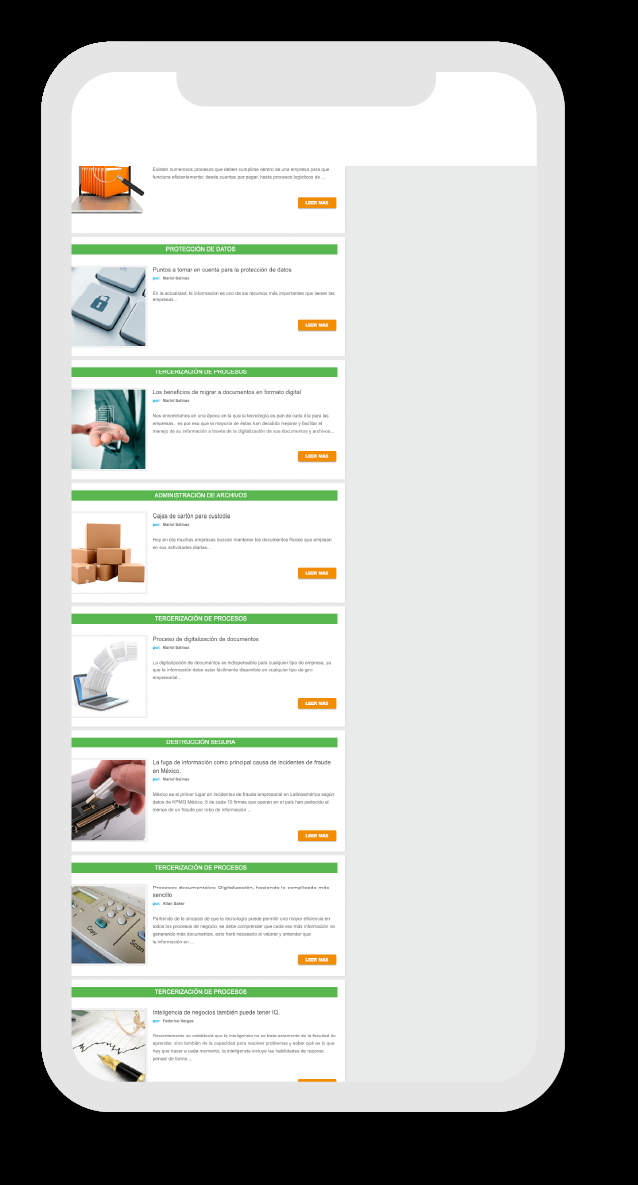 Existen numerosos procesos que deben cumplirse dentro de una empresa para que
funcione eficientemente: desde cuentas por pagar, hasta procesos logísticos de ...
LEER MÁS
PROTECCIÓN DE DATOS
Puntos a tomar en cuenta para la protección de datos
por: Mariel Salinas
En la actualidad, la información es uno de los recursos más importantes que tienen las
empresas...
LEER MÁS
TERCERIZACIÓN DE PROCESOS
Los beneficios de migrar a documentos en formato digital
por: Mariel Salinas
Nos encontramos en una época en la que la tecnología es pan de cada día para las
empresas, es por eso que la mayoría de éstas han decidido mejorar y facilitar el
manejo de su información a través de la digitalización de sus documentos y archivos...
LEER MÁS
ADMINISTRACIÓN DE ARCHIVOS
Cajas de cartón para custodia
por: Mariel Salinas
Hoy en día muchas empresas buscan mantener los documentos físicos que emplean
en sus actividades diarias...
LEER MÁS
TERCERIZACIÓN DE PROCESOS
Proceso de digitalización de documentos
por: Mariel Salinas
La digitalización de documentos es indispensable para cualquier tipo de empresa, ya
que la información debe estar fácilmente disponible en cualquier tipo de giro
empresarial...
LEER MÁS
DESTRUCCIÓN SEGURA
La fuga de información como principal causa de incidentes de fraude
en México.
por: Mariel Salinas
México es el primer lugar en incidentes de fraude empresarial en Latinoamérica según
datos de KPMG México. 8 de cada 10 firmas que operan en el país han padecido al
menos de un fraude por robo de información ...
LEER MÁS
TERCERIZACIÓN DE PROCESOS
Procesos documentales: Digitalización, haciendo lo complicado más
sencillo
por: Aitor Baker
Partiendo de la sinopsis de que la tecnología puede permitir una mayor eficiencia en
todos los procesos de negocio, se debe comprender que cada vez más información va
generando más documentos, esto hará necesario el valorar y entender que
la información en ...
Copy
Scan
LEER MÁS
TERCERIZACIÓN DE PROCESOS
Inteligencia de negocios también puede tener IQ.
por: Federico Vargas
Recientemente se estableció que la inteligencia no se trata solamente de la facultad de
aprender, sino también de la capacidad para resolver problemas y saber qué es lo que
hay que hacer a cada momento, la inteligencia incluye las habilidades de razonar,
pensar de forma ...